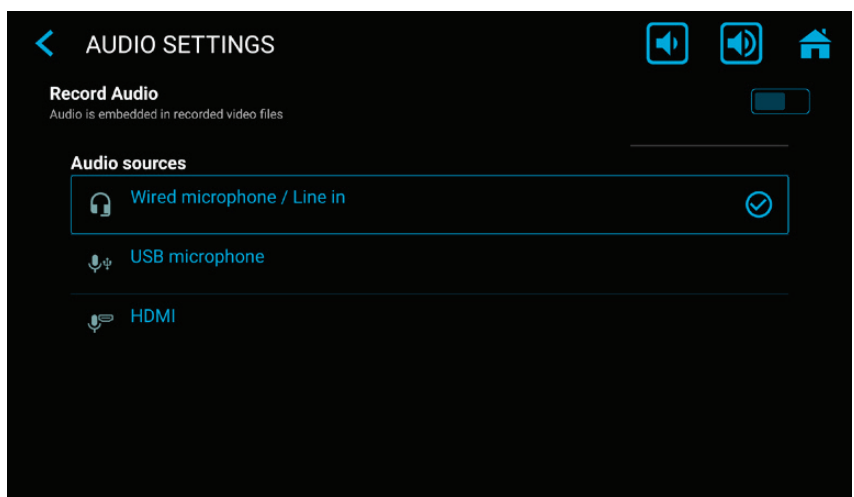 AUDIO SETTINGS
Record Audio
Audio is embedded in recorded video files
Audio sources
Wired microphone / Line in
USB microphone
HDMI